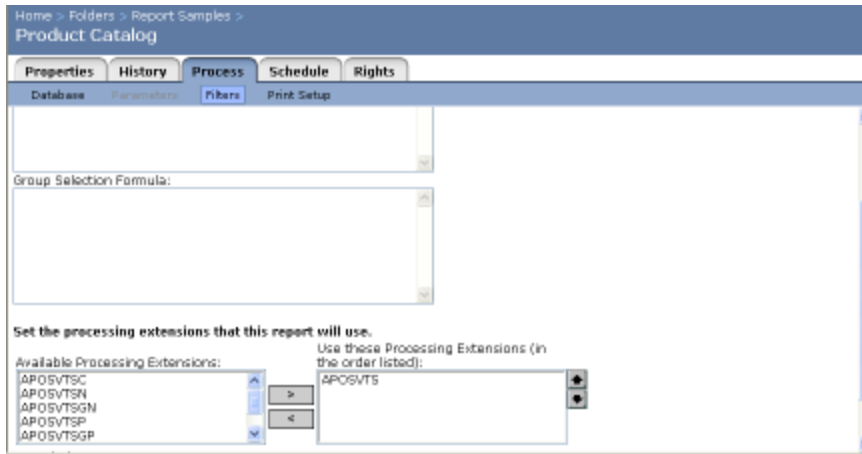 Home > Folders > Report Samples >
Product Catalog
Properties History Process Schedule Rights
Database Parameters Filters Print Setup
Group Selection Formula:
Set the processing extensions that this report will use.
Available Processing Extensions:
Use these Processing Extensions (in
the order listed):
APOSVTSC
APOSVTSN
APOSVTSGN
APOSVTSP
APOSVTSGP
>
<
APOSVTS